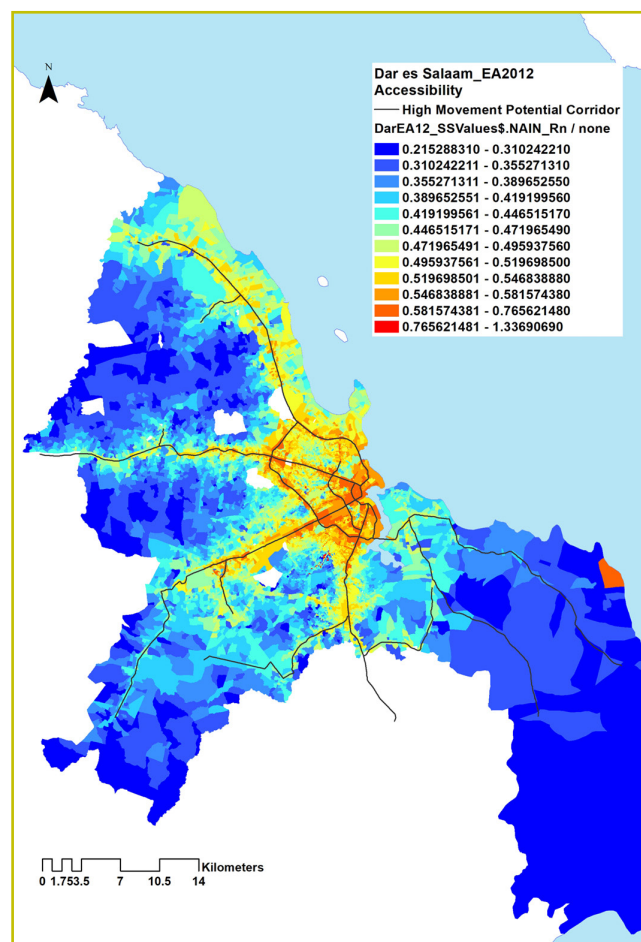 N
Dar es Salaam_EA2012
Accessibility
High Movement Potential Corridor
DarEA12_SSValues$.NAIN_Rn / none
0.215288310 - 0.310242210
0.310242211 - 0.355271310
0.355271311 - 0.389652550
0.389652551 - 0.419199560
0.419199561 - 0.446515170
0.446515171 - 0.471965490
0.471965491 - 0.495937560
0.495937561 - 0.519698500
0.519698501 - 0.546838880
0.546838881 - 0.581574380
0.581574381 - 0.765621480
0.765621481 - 1.33690690
Kilometers
0 1.753.5 7 10.5 14